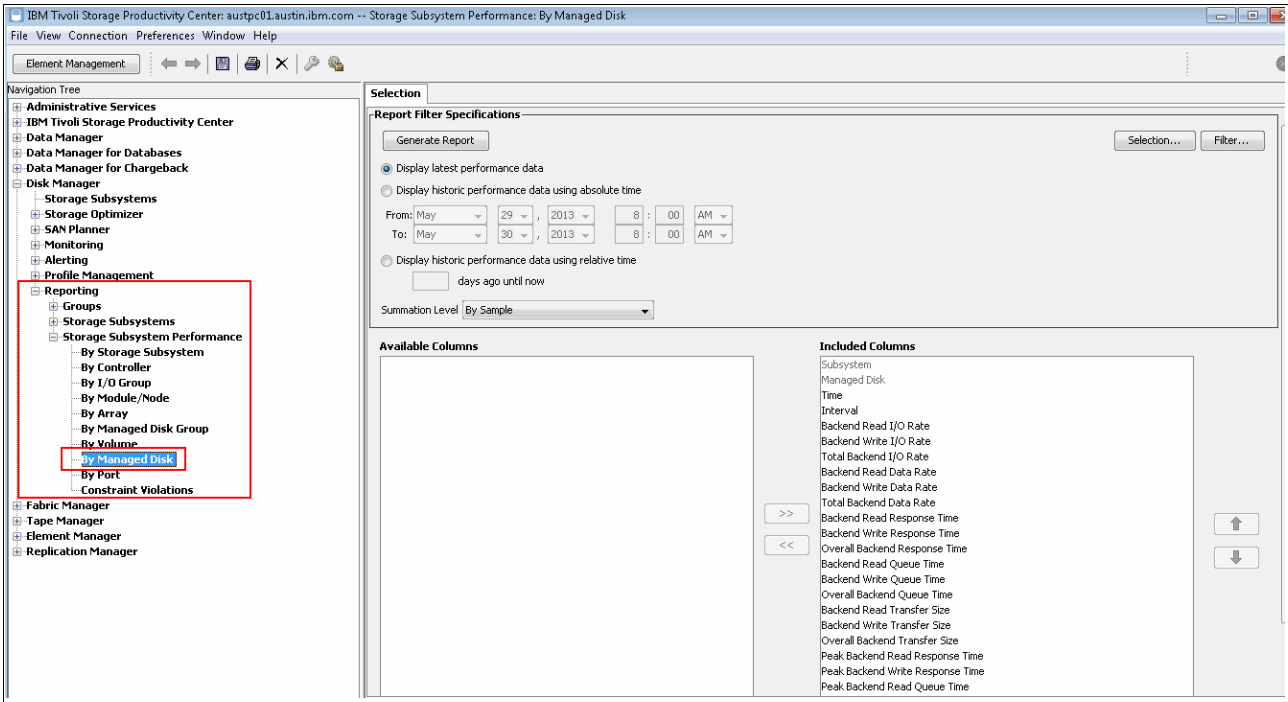 IBM Tivoli Storage Productivity Center: austpc01.austin.ibm.com -- Storage Subsystem Performance: By Managed Disk
File View Connection Preferences Window Help
Element Management
Navigation Tree
Administrative Services
IBM Tivoli Storage Productivity Center
Data Manager
Data Manager for Databases
Data Manager for Chargeback
Disk Manager
Storage Subsystems
Storage Optimizer
SAN Planner
Monitoring
Alerting
Profile Management
Reporting
Groups
Storage Subsystems
Storage Subsystem Performance
By Storage Subsystem
By Controller
By I/O Group
By Module/Node
By Array
By Managed Disk Group
By Volume
By Managed Disk
By Port
Constraint Violations
Fabric Manager
Tape Manager
Element Manager
Replication Manager
Selection
Report Filter Specifications
Generate Report Selection... Filter...
Display latest performance data
Display historic performance data using absolute time
From: May 29 , 2013 8 : 00 AM
To: May 30 , 2013 8 : 00 AM
Display historic performance data using relative time
days ago until now
Summation Level By Sample
Available Columns
>>
<<
Included Columns
Subsystem
Managed Disk
Time
Interval
Backend Read I/O Rate
Backend Write I/O Rate
Total Backend I/O Rate
Backend Read Data Rate
Backend Write Data Rate
Total Backend Data Rate
Backend Read Response Time
Backend Write Response Time
Overall Backend Response Time
Backend Read Queue Time
Backend Write Queue Time
Overall Backend Queue Time
Backend Read Transfer Size
Backend Write Transfer Size
Overall Backend Transfer Size
Peak Backend Read Response Time
Peak Backend Write Response Time
Peak Backend Read Queue Time